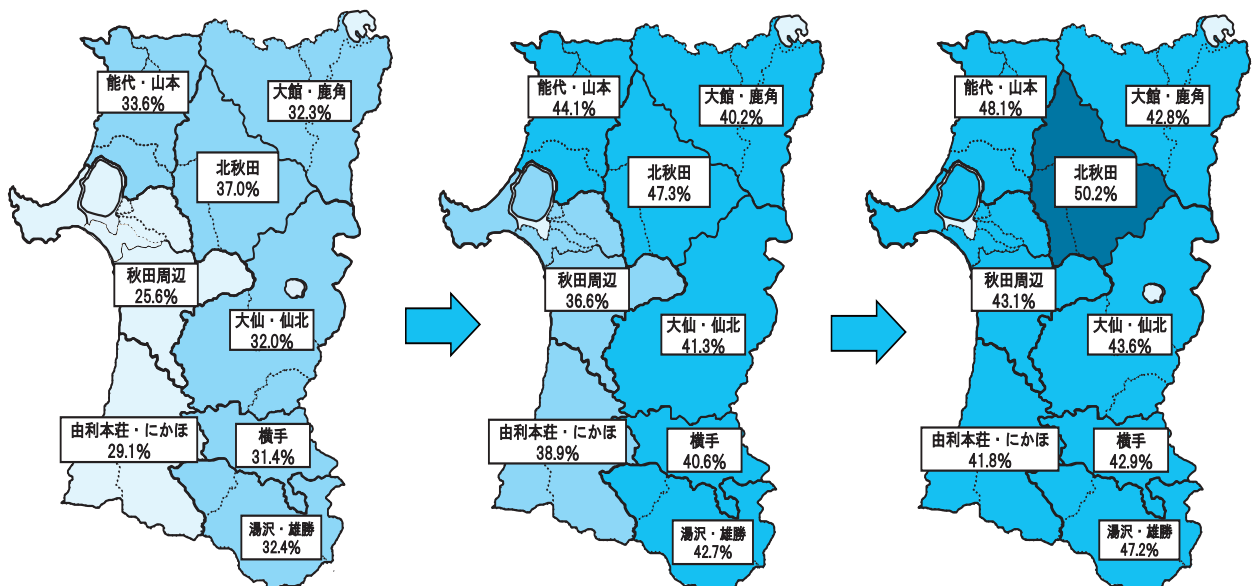 能代・山本
33.6%
大館・鹿角
32.3%
北秋田
37.0%
秋田周辺
25.6%
大仙・仙北
32.0%
由利本荘・にかほ
29.1%
横手
31.4%
湯沢・雄勝
32.4%
能代・山本
44.1%
大館・鹿角
40.2%
北秋田
47.3%
秋田周辺
36.6%
大仙・仙北
41.3%
由利本荘・にかほ
38.9%
横手
40.6%
湯沢・雄勝
42.7%
能代・山本
48.1%
大館・鹿角
42.8%
北秋田
50.2%
秋田周辺
43.1%
大仙・仙北
43.6%
由利本荘・にかほ
41.8%
横手
42.9%
湯沢・雄勝
47.2%